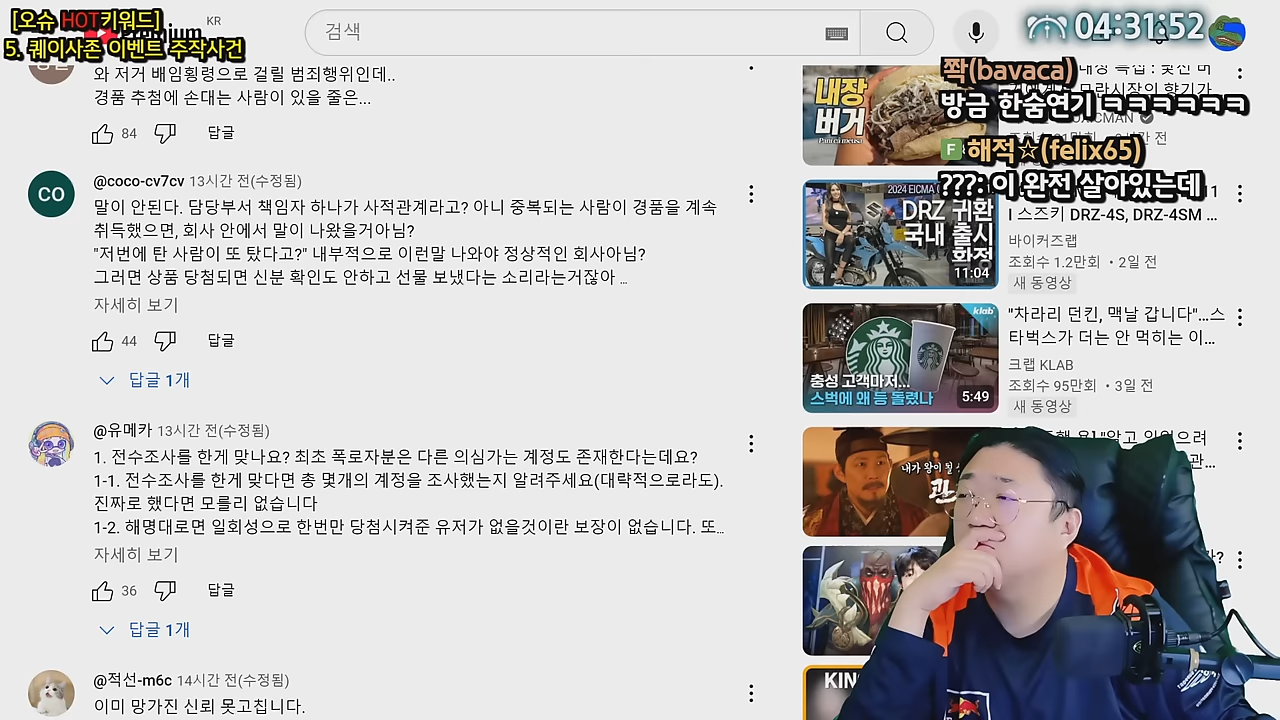 [오슈 HOT키워드]
5. 퀘이사존 이벤트 주작사건
KR
검색
04:31:52
와 저거 배임횡령으로 걸릴 범죄행위인데..
경품 추첨에 손대는 사람이 있을 줄은...
84
답글
CO
@coco-cv7cv 13시간 전(수정됨)
말이 안된다. 담당부서 책임자 하나가 사적관계라고? 아니 중복되는 사람이 경품을 계속
취득했으면, 회사 안에서 말이 나왔을거아님?
"저번에 탄 사람이 또 탔다고?" 내부적으로 이런말 나와야 정상적인 회사아님?
그러면 상품 당첨되면 신분 확인도 안하고 선물 보냈다는 소리라는거잖아 ...
자세히 보기
44
답글
답글 1개
@유메카 13시간 전(수정됨)
1. 전수조사를 한게 맞나요? 최초 폭로자분은 다른 의심가는 계정도 존재한다는데요?
1-1. 전수조사를 한게 맞다면 총 몇개의 계정을 조사했는지 알려주세요(대략적으로라도).
진짜로 했다면 모를리 없습니다
1-2. 해명대로면 일회성으로 한번만 당첨시켜준 유저가 없을것이란 보장이 없습니다. 또...
자세히 보기
36
답글
답글 1개
@적선-m6c 14시간 전(수정됨)
이미 망가진 신뢰 못고칩니다.
쫙(bavaca)
방금 한숨연기 ㅋㅋㅋㅋㅋㅋ
F 해적☆(felix65)
???: 이 완전 살아있는데
내장
버거
2024 EICMA
DRZ 귀환
국내 출시
확정
11:04
I 스즈키 DRZ-4S, DRZ-4SM ...
바이커즈랩
조회수 1.2만회 • 2일 전
새 동영상
klab
충성 고객마저...
스벅에 왜 등 돌렸나
5:49
"차라리 던킨, 맥날 갑니다"...스
타벅스가 더는 안 먹히는 이...
크랩 KLAB
조회수 95만회 • 3일 전
새 동영상
내가 왕이 될
관
KIN